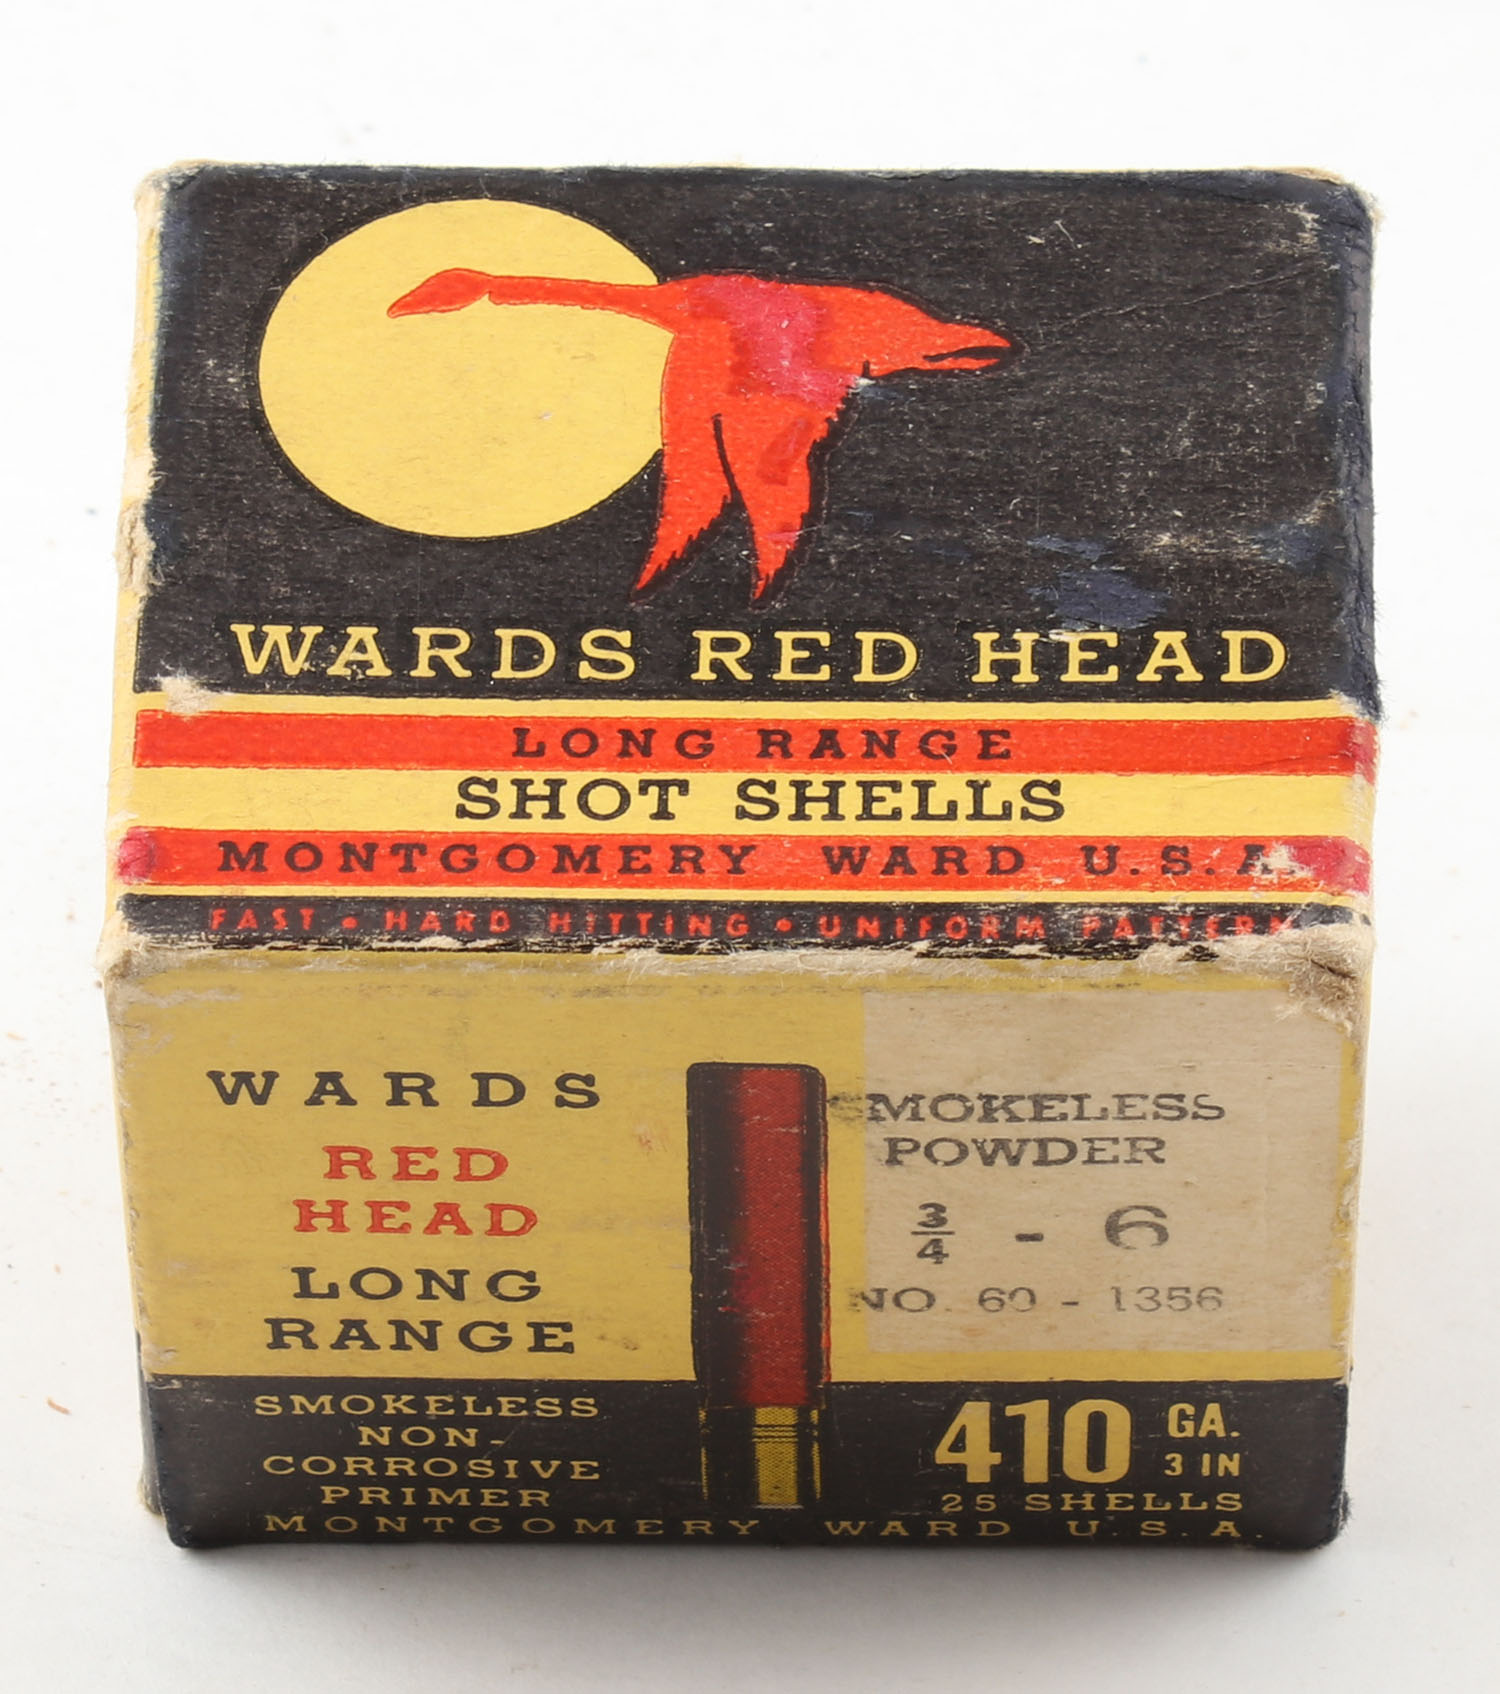 WARDS RED HEAD
LONG RANGE
SHOT SHELLS
MONTGOMERY WARD U.S.A.
FAST • HARD HITTING • UNIFORM PATTERN
WARDS
RED
HEAD
LONG
RANGE
SMOKELESS
POWDER
3/4 - 6
NO. 60 - 1356
SMOKELESS
NON-
CORROSIVE
PRIMER
410 GA.
3 IN
25 SHELLS
MONTGOMERY WARD U.S.A.